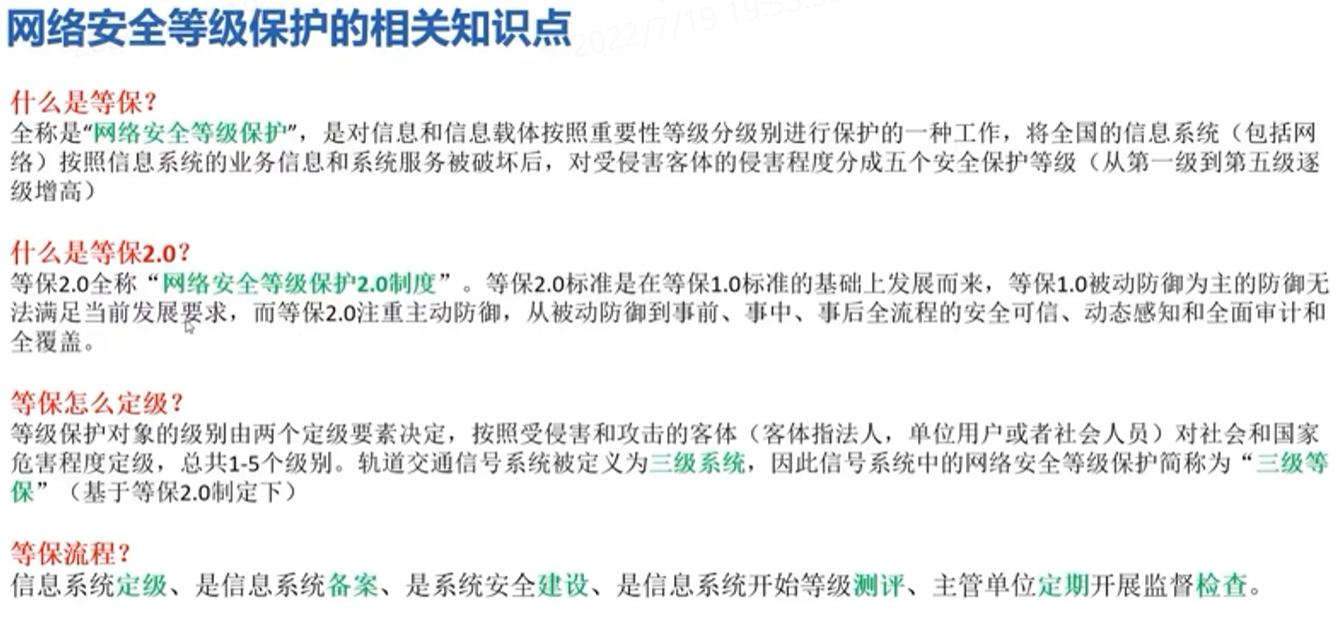 网络安全等级保护的相关知识点
2022/7/19 19:53:
什么是等保？
全称是“网络安全等级保护”，是对信息和信息载体按照重要性等级分级别进行保护的一种工作，将全国的信息系统（包括网
络）按照信息系统的业务信息和系统服务被破坏后，对受侵害客体的侵害程度分成五个安全保护等级（从第一级到第五级逐
级增高）
什么是等保2.0？
等保2.0全称“网络安全等级保护2.0制度”。等保2.0标准是在等保1.0标准的基础上发展而来，等保1.0被动防御为主的防御无
法满足当前发展要求，而等保2.0注重主动防御，从被动防御到事前、事中、事后全流程的安全可信、动态感知和全面审计和
全覆盖。
等保怎么定级？
等级保护对象的级别由两个定级要素决定，按照受侵害和攻击的客体（客体指法人，单位用户或者社会人员）对社会和国家
危害程度定级，总共1-5个级别。轨道交通信号系统被定义为三级系统，因此信号系统中的网络安全等级保护简称为“三级等
保”（基于等保2.0制定下）
等保流程？
信息系统定级、是信息系统备案、是系统安全建设、是信息系统开始等级测评、主管单位定期开展监督检查。